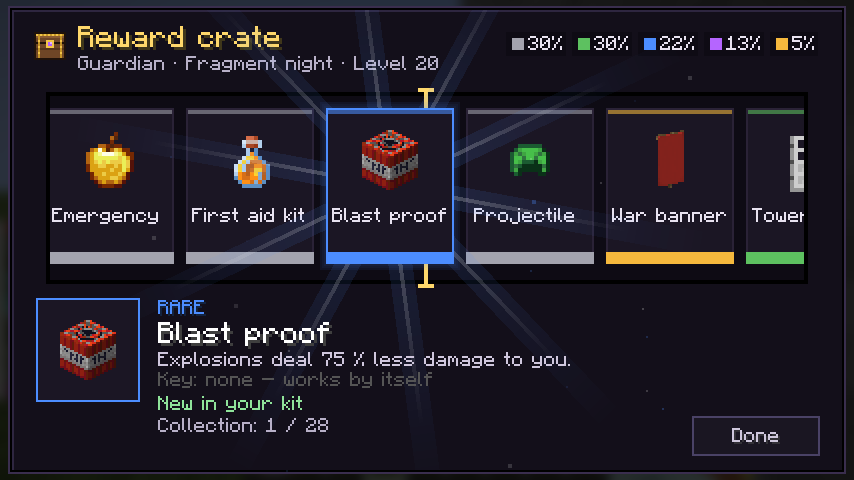 Reward crate
Guardian · Fragment night · Level 20
30% 30% 22% 13% 5%
Emergency First aid kit Blast proof Projectile War banner Tower
RARE
Blast proof
Explosions deal 75 % less damage to you.
Key: none — works by itself
New in your kit
Collection: 1 / 28
Done